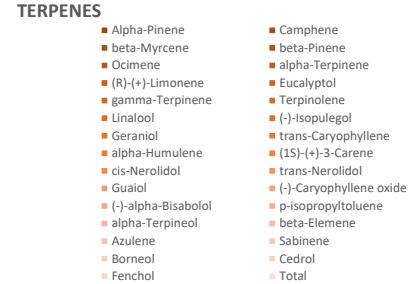 TERPENES
Alpha-Pinene Camphene
beta-Myrcene beta-Pinene
Ocimene alpha-Terpinene
(R)-(+)-Limonene Eucalyptol
gamma-Terpinene Terpinolene
Linalool (-)-Isopulegol
Geraniol trans-Caryophyllene
alpha-Humulene (1S)-(+)-3-Carene
cis-Nerolidol trans-Nerolidol
Guaiol (-)-Caryophyllene oxide
(-)-alpha-Bisabolol p-isopropyltoluene
alpha-Terpineol beta-Elemene
Azulene Sabinene
Borneol Cedrol
Fenchol Total